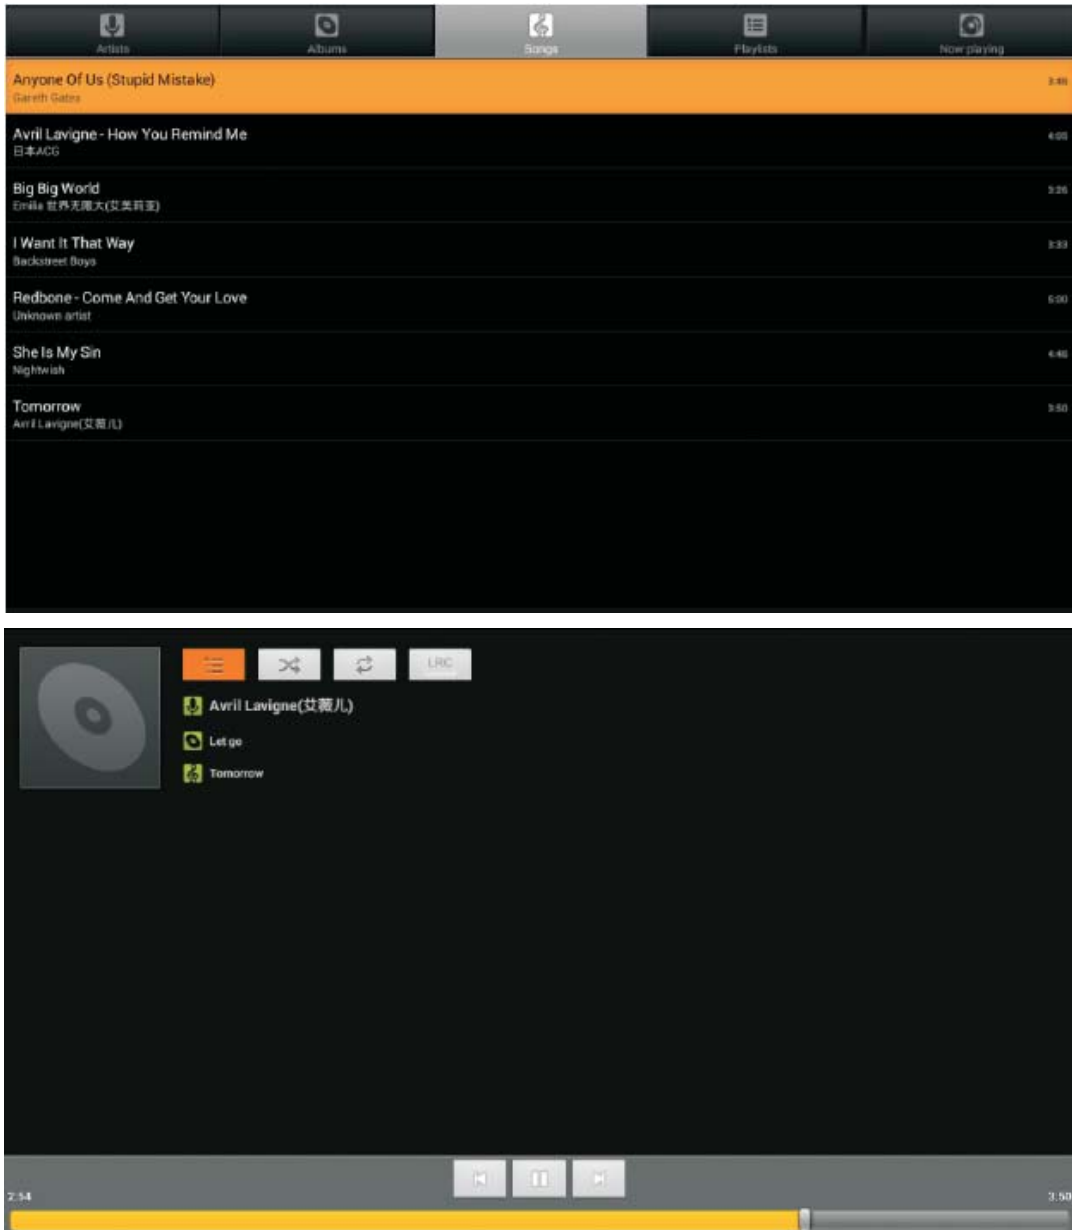 Artists
Albums
Songs
Playlists
Now playing
Anyone Of Us (Stupid Mistake)
Gareth Gates
Avril Lavigne - How You Remind Me
4:05
日本ACG
Big Big World
3:26
Emilia 世界无限大(艾美莉亚)
I Want It That Way
3:33
Backstreet Boys
Redbone - Come And Get Your Love
Unknown artist
She Is My Sin
Nightwish
Tomorrow
3:50
Avril Lavigne(艾薇儿)
LRC
Avril Lavigne(艾薇儿)
Let go
Tomorrow
2:54
3:50